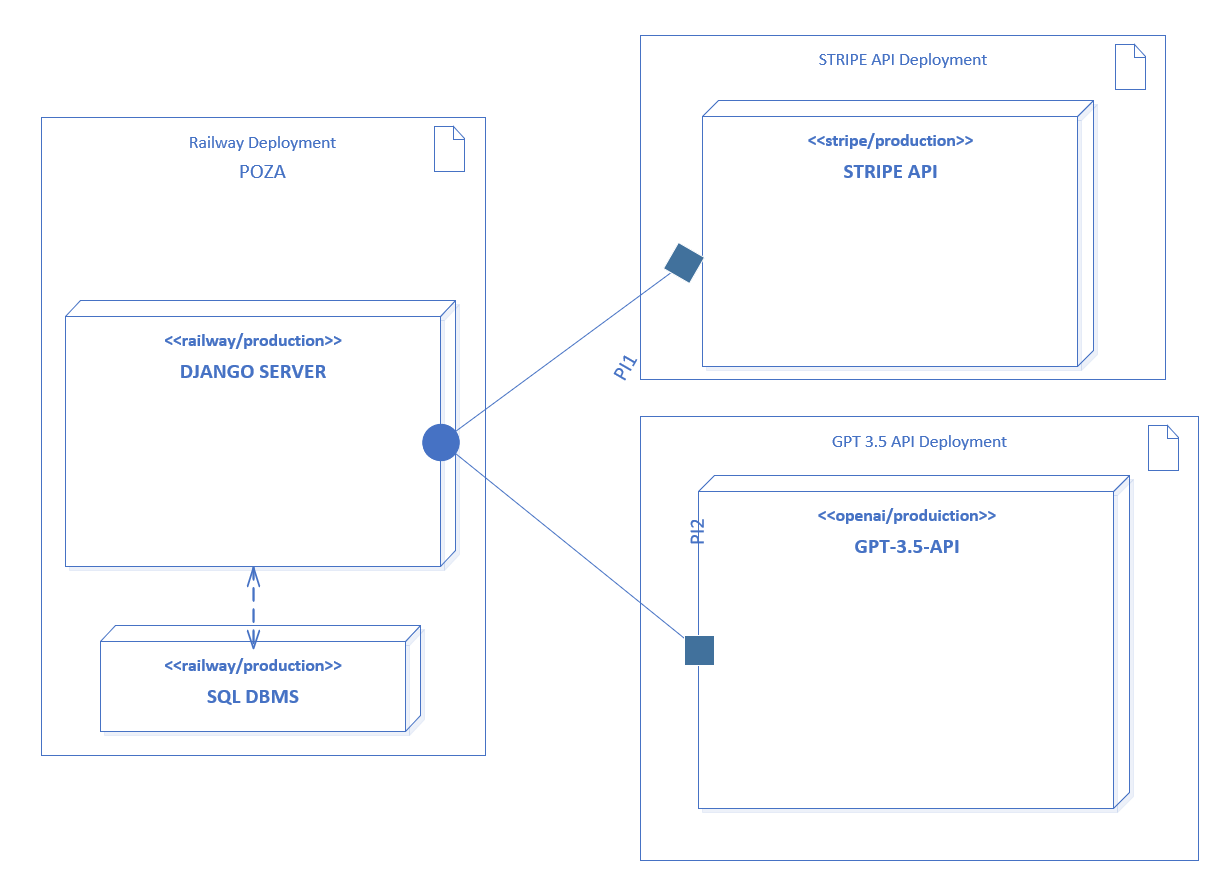 Railway Deployment
POZA
<<railway/production>>
DJANGO SERVER
<<railway/production>>
SQL DBMS
STRIPE API Deployment
<<stripe/production>>
STRIPE API
PI1
GPT 3.5 API Deployment
<<openai/produiction>>
GPT-3.5-API
PI2